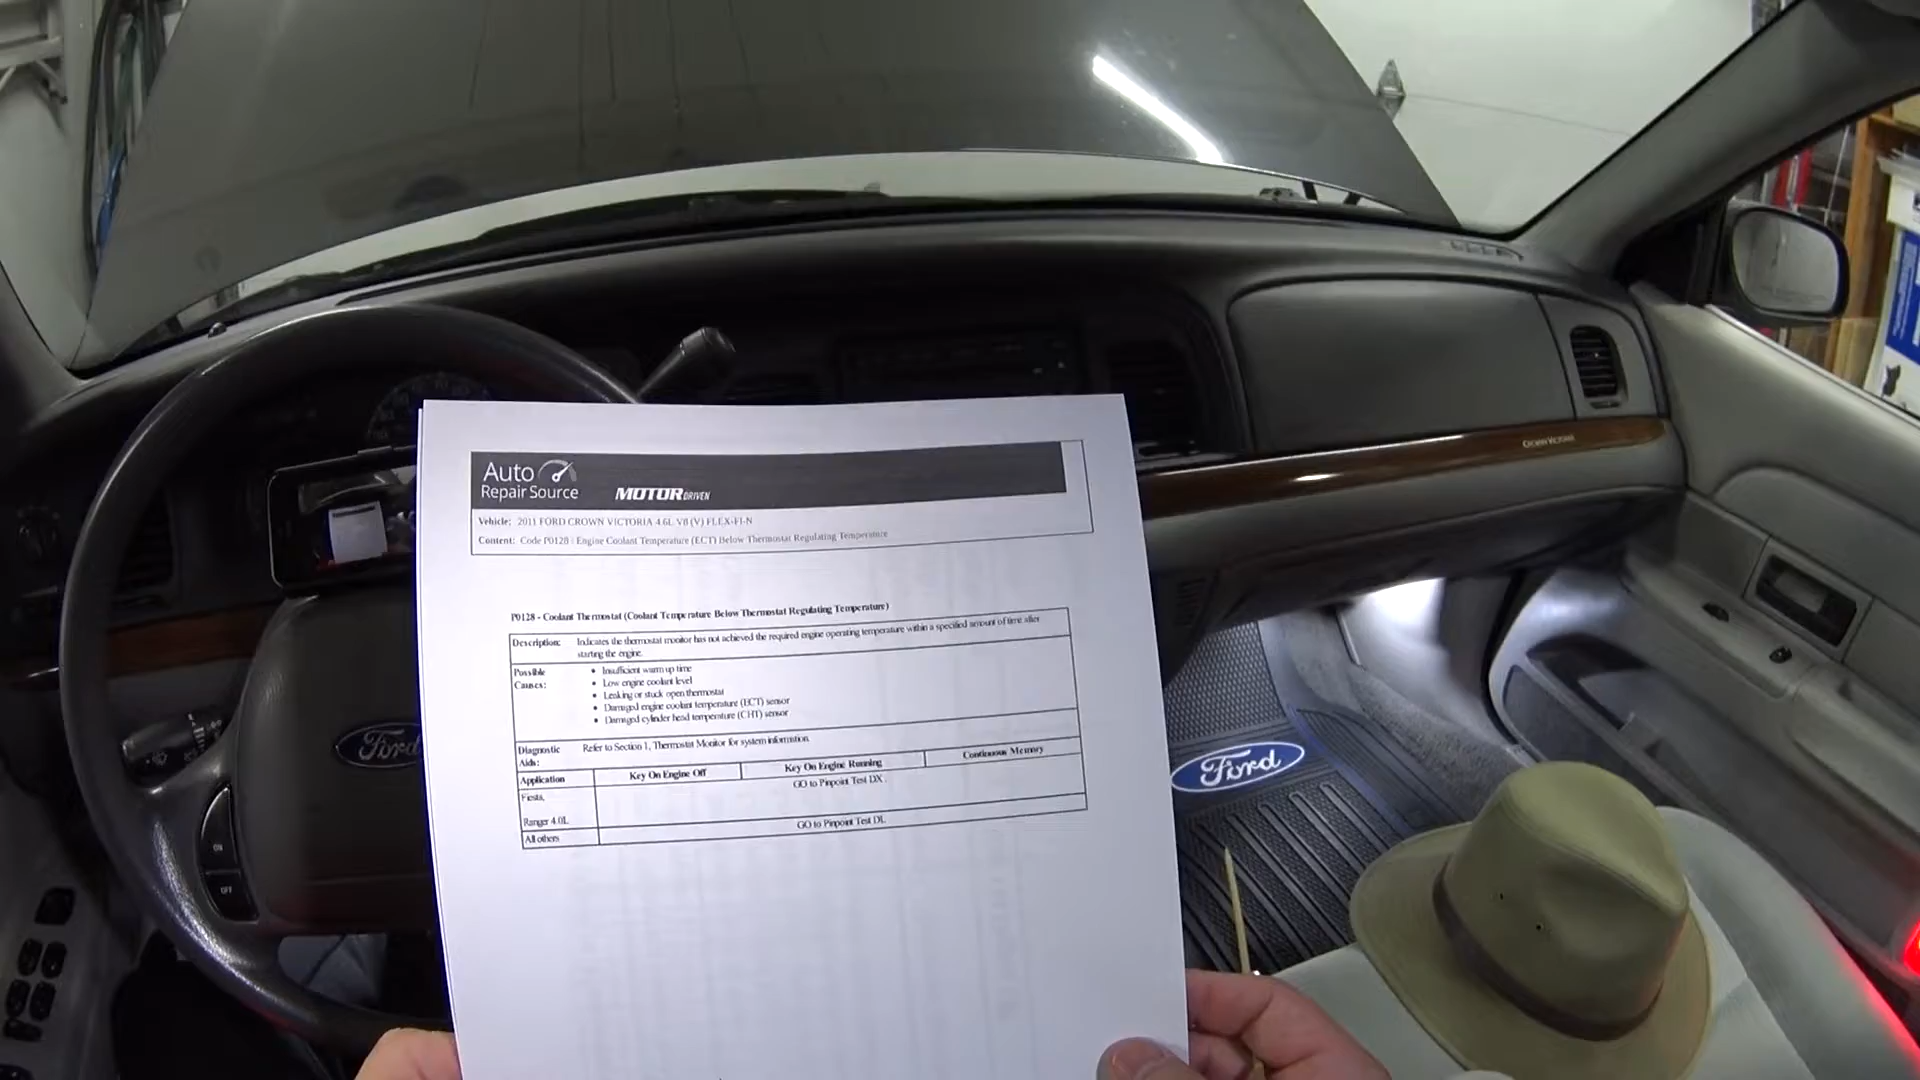 Auto
Repair Source
MOTOR DRIVEN
Vehicle: 2011 FORD CROWN VICTORIA 4.6L V8 (V) FLEX-FI-N
Content: Code P0128 : Engine Coolant Temperature (ECT) Below Thermostat Regulating Temperature
P0128 - Coolant Thermostat (Coolant Temperature Below Thermostat Regulating Temperature)
Description: Indicates the thermostat monitor has not achieved the required engine operating temperature within a specified amount of time after
starting the engine.
Possible
Causes:
• Insufficient warm up time
• Low engine coolant level
• Leaking or stuck open thermostat
• Damaged engine coolant temperature (ECT) sensor
• Damaged cylinder head temperature (CHT) sensor
Diagnostic
Aids:
Refer to Section 1, Thermostat Monitor for system information.
Application Key On Engine Off Key On Engine Running Continuous Memory
Fiesta,
Ranger 4.0L
GO to Pinpoint Test DX .
All others GO to Pinpoint Test DL
Ford
ON
OFF
Ford
CROWN VICTORIA